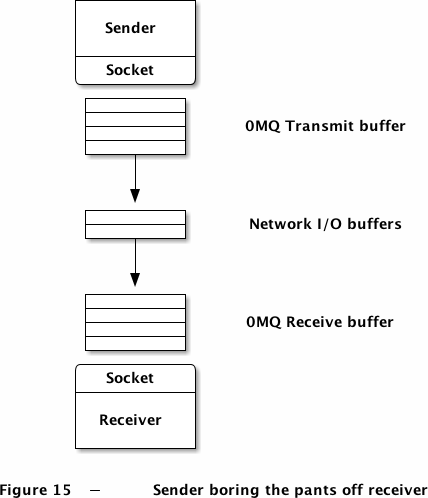 Sender
Socket
0MQ Transmit buffer
Network I/O buffers
0MQ Receive buffer
Socket
Receiver
Figure 15 — Sender boring the pants off receiver